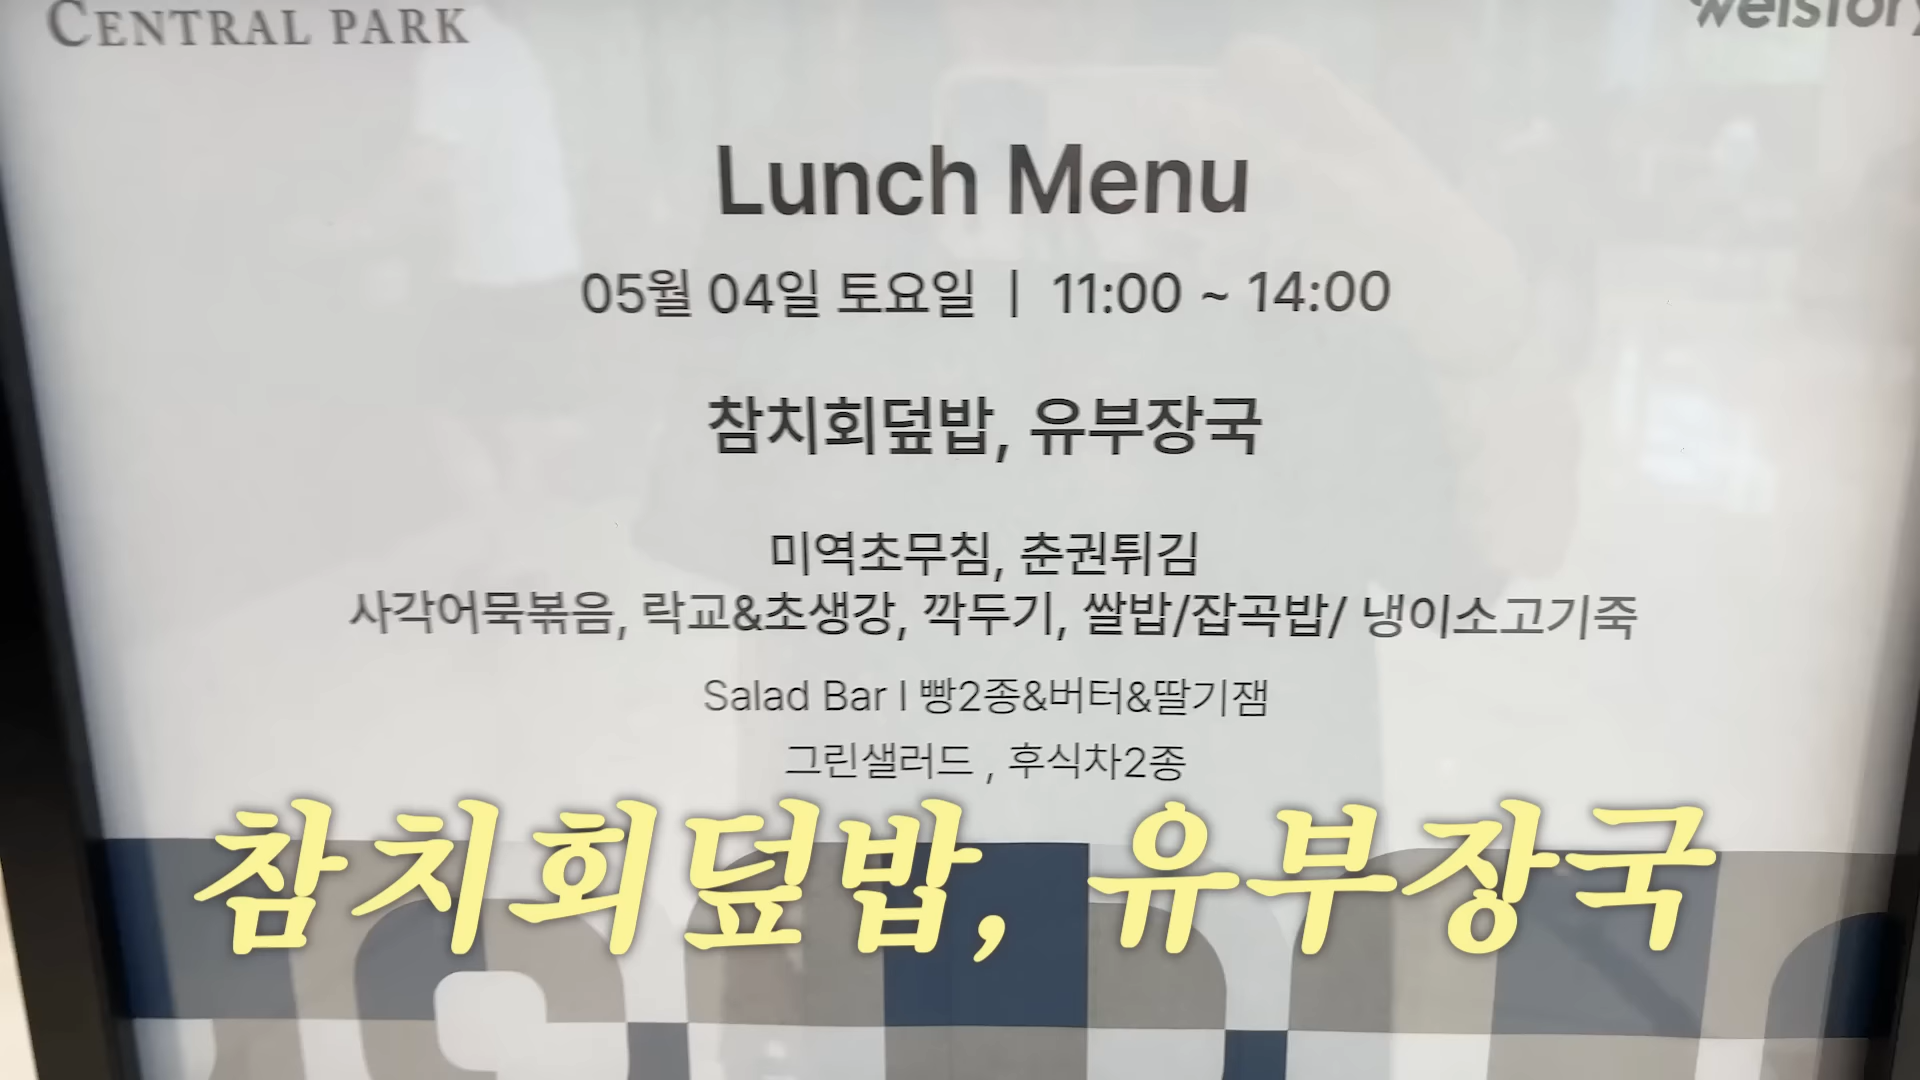 CENTRAL PARK
welstory
Lunch Menu
05월 04일 토요일 | 11:00 ~ 14:00
참치회덮밥, 유부장국
미역초무침, 춘권튀김
사각어묵볶음, 락교&초생강, 깍두기, 쌀밥/잡곡밥/ 냉이소고기죽
Salad Bar l 빵2종&버터&딸기잼
그린샐러드 , 후식차2종
참치회덮밥, 유부장국